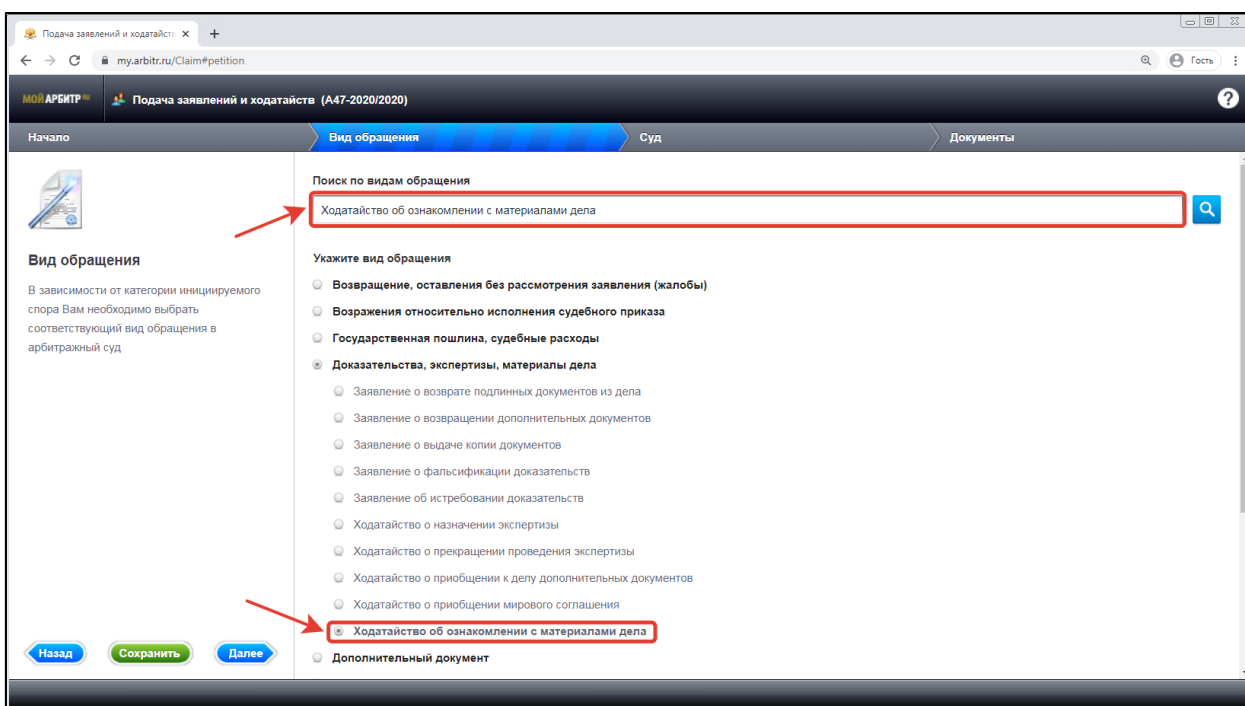 Подача заявлений и ходатайств
my.arbitr.ru/Claim#petition
Гость
МОЙ АРБИТР RU
Подача заявлений и ходатайств (А47-2020/2020)
?
Начало
Вид обращения
Суд
Документы
Поиск по видам обращения
Ходатайство об ознакомлении с материалами дела
Вид обращения
В зависимости от категории инициируемого
спора Вам необходимо выбрать
соответствующий вид обращения в
арбитражный суд
Укажите вид обращения
Возвращение, оставления без рассмотрения заявления (жалобы)
Возражения относительно исполнения судебного приказа
Государственная пошлина, судебные расходы
Доказательства, экспертизы, материалы дела
Заявление о возврате подлинных документов из дела
Заявление о возвращении дополнительных документов
Заявление о выдаче копии документов
Заявление о фальсификации доказательств
Заявление об истребовании доказательств
Ходатайство о назначении экспертизы
Ходатайство о прекращении проведения экспертизы
Ходатайство о приобщении к делу дополнительных документов
Ходатайство о приобщении мирового соглашения
Ходатайство об ознакомлении с материалами дела
Дополнительный документ
Назад
Сохранить
Далее